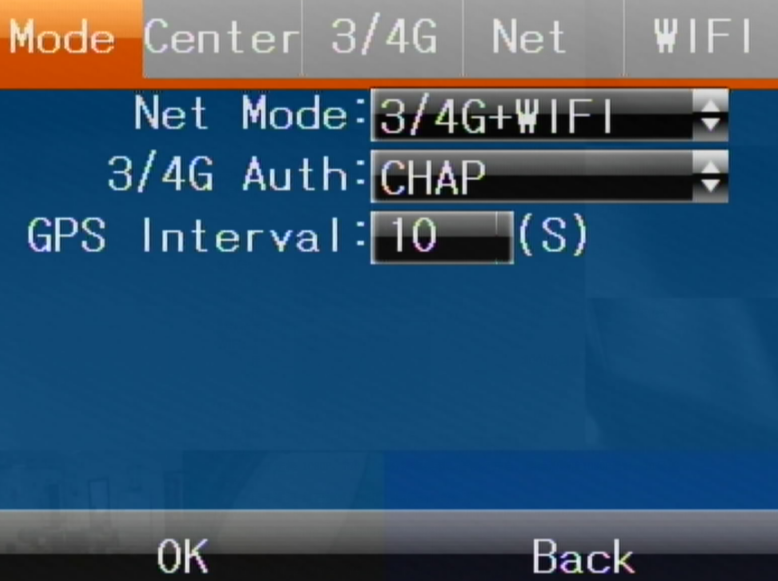 Mode Center 3/4G Net WIFI
Net Mode: 3/4G+WIFI
3/4G Auth: CHAP
GPS Interval: 10 (S)
OK Back